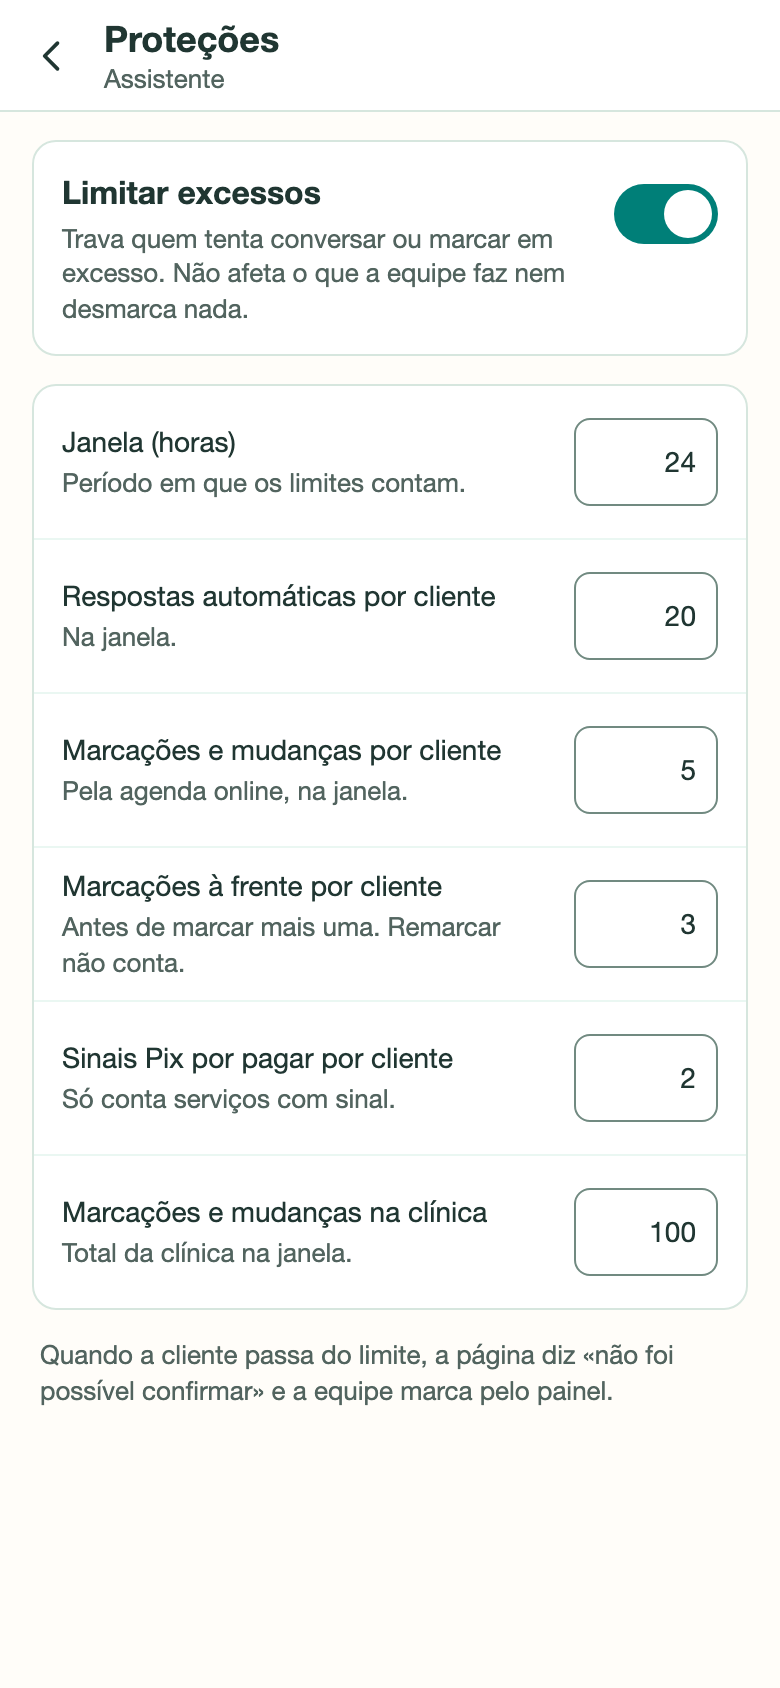 Proteções
Assistente
Limitar excessos
Trava quem tenta conversar ou marcar em
excesso. Não afeta o que a equipe faz nem
desmarca nada.
Janela (horas)
24
Período em que os limites contam.
Respostas automáticas por cliente
20
Na janela.
Marcações e mudanças por cliente
5
Pela agenda online, na janela.
Marcações à frente por cliente
3
Antes de marcar mais uma. Remarcar
não conta.
Sinais Pix por pagar por cliente
2
Só conta serviços com sinal.
Marcações e mudanças na clínica
100
Total da clínica na janela.
Quando a cliente passa do limite, a página diz «não foi
possível confirmar» e a equipe marca pelo painel.